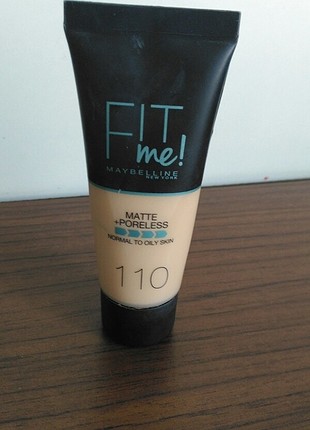 FIT
me!
MAYBELLINE
NEW YORK
MATTE
+PORELESS
NORMAL TO OILY SKIN
110